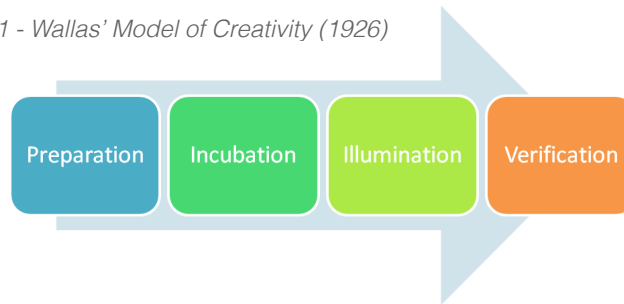 1 - Wallas’ Model of Creativity (1926)
Preparation
Incubation
Illumination
Verification